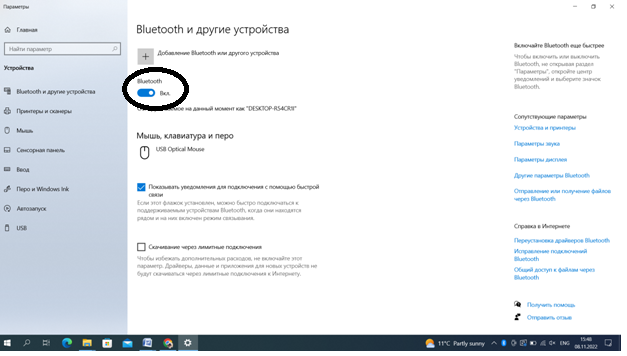 Параметры
Главная
Найти параметр
Устройства
Bluetooth и другие устройства
Принтеры и сканеры
Мышь
Сенсорная панель
Ввод
Перо и Windows Ink
Автозапуск
USB
Bluetooth и другие устройства
Добавление Bluetooth или другого устройства
Bluetooth
Вкл.
на данный момент как "DESKTOP-R54CR1I"
Мышь, клавиатура и перо
USB Optical Mouse
Показывать уведомления для подключения с помощью быстрой
связи
Если этот флажок установлен, можно быстро подключаться к
поддерживаемым устройствам Bluetooth, когда они находятся
рядом и на них включен режим связывания.
Скачивание через лимитные подключения
Чтобы избежать дополнительных расходов, не включайте этот
параметр. Драйверы, данные и приложения для новых устройств не
будут скачиваться через лимитные подключения к Интернету.
Включайте Bluetooth еще быстрее
Чтобы включить или выключить
Bluetooth, не открывая раздел
"Параметры", откройте центр
уведомлений и выберите значок
Bluetooth.
Сопутствующие параметры
Устройства и принтеры
Параметры звука
Параметры дисплея
Другие параметры Bluetooth
Отправление или получение файлов
через Bluetooth
Справка в Интернете
Переустановка драйверов Bluetooth
Исправление подключений
Bluetooth
Общий доступ к файлам через
Bluetooth
Получить помощь
Отправить отзыв
11°C Partly sunny
ENG
15:48
08.11.2022